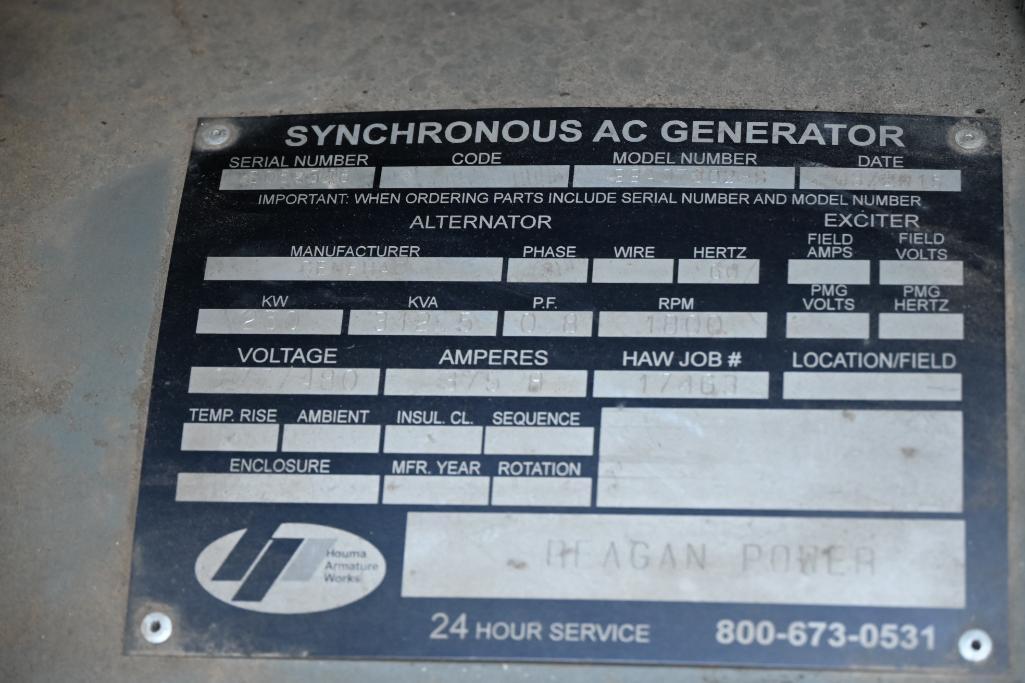 SYNCHRONOUS AC GENERATOR
SERIAL NUMBER CODE MODEL NUMBER DATE
IMPORTANT: WHEN ORDERING PARTS INCLUDE SERIAL NUMBER AND MODEL NUMBER
ALTERNATOR EXCITER
MANUFACTURER PHASE WIRE HERTZ FIELD AMPS FIELD VOLTS
60
KW KVA P.F. RPM PMG VOLTS PMG HERTZ
250 312.5 0.8 1800
VOLTAGE AMPERES HAW JOB # LOCATION/FIELD
17463
TEMP. RISE AMBIENT INSUL. CL. SEQUENCE
ENCLOSURE MFR. YEAR ROTATION
Houma
Armature
Works
REAGAN POWER
24 HOUR SERVICE 800-673-0531